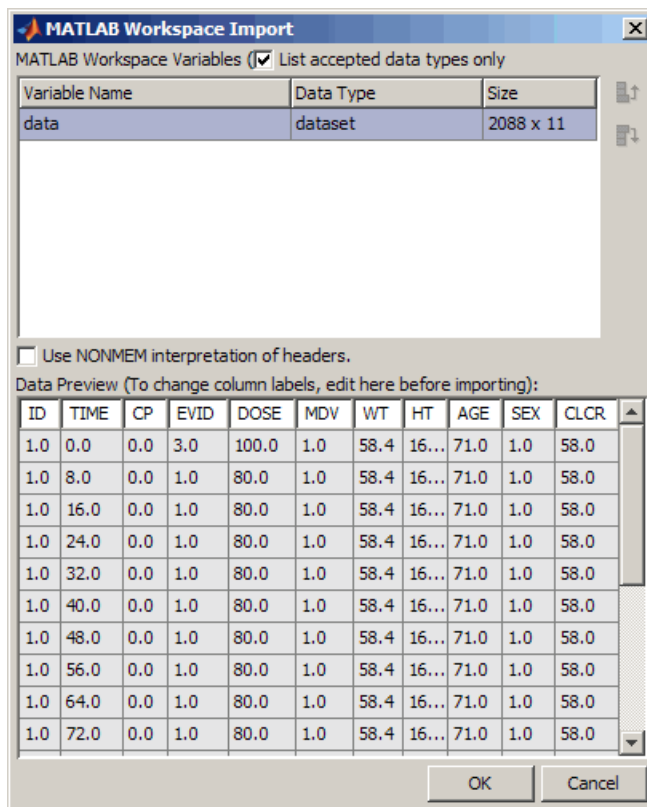 MATLAB Workspace Import
MATLAB Workspace Variables ( List accepted data types only
Variable Name Data Type Size
data dataset 2088 x 11
Use NONMEM interpretation of headers.
Data Preview (To change column labels, edit here before importing):
ID TIME CP EVID DOSE MDV WT HT AGE SEX CLCR
1.0 0.0 0.0 3.0 100.0 1.0 58.4 16... 71.0 1.0 58.0
1.0 8.0 0.0 1.0 80.0 1.0 58.4 16... 71.0 1.0 58.0
1.0 16.0 0.0 1.0 80.0 1.0 58.4 16... 71.0 1.0 58.0
1.0 24.0 0.0 1.0 80.0 1.0 58.4 16... 71.0 1.0 58.0
1.0 32.0 0.0 1.0 80.0 1.0 58.4 16... 71.0 1.0 58.0
1.0 40.0 0.0 1.0 80.0 1.0 58.4 16... 71.0 1.0 58.0
1.0 48.0 0.0 1.0 80.0 1.0 58.4 16... 71.0 1.0 58.0
1.0 56.0 0.0 1.0 80.0 1.0 58.4 16... 71.0 1.0 58.0
1.0 64.0 0.0 1.0 80.0 1.0 58.4 16... 71.0 1.0 58.0
1.0 72.0 0.0 1.0 80.0 1.0 58.4 16... 71.0 1.0 58.0
OK Cancel